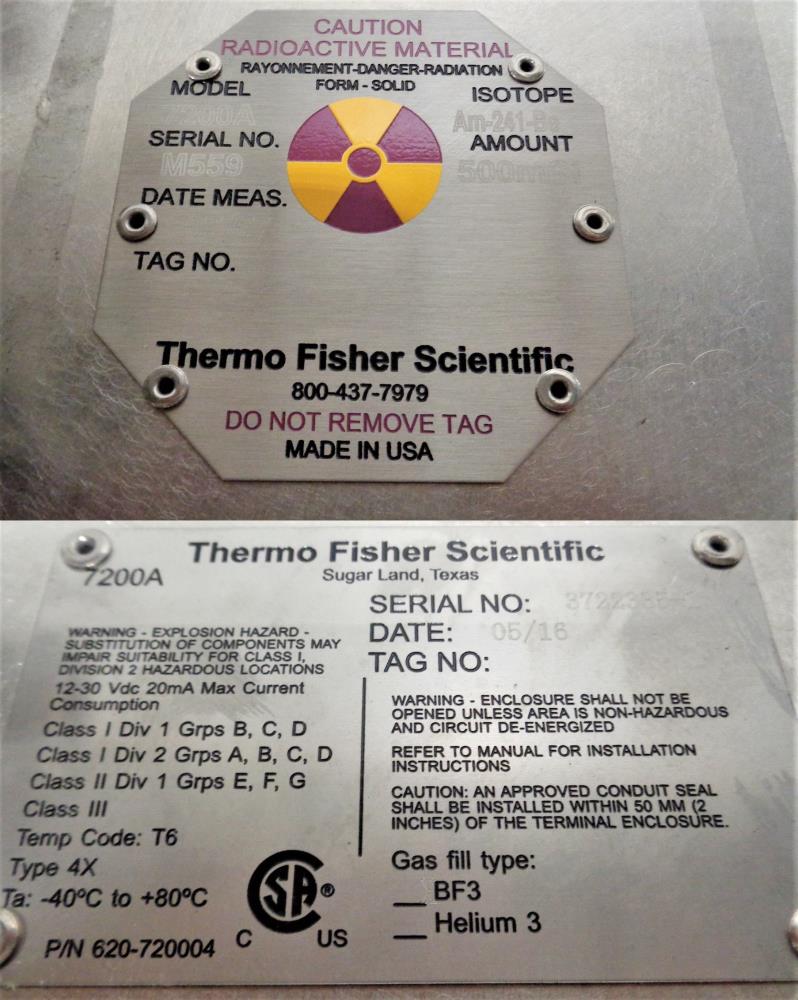 CAUTION
RADIOACTIVE MATERIAL
RAYONNEMENT-DANGER-RADIATION
MODEL FORM - SOLID ISOTOPE
7200A Am-241-Be
SERIAL NO. AMOUNT
M559
DATE MEAS.
TAG NO.
Thermo Fisher Scientific
800-437-7979
DO NOT REMOVE TAG
MADE IN USA
Thermo Fisher Scientific
7200A Sugar Land, Texas
SERIAL NO:
DATE: 05/16
TAG NO:
WARNING - EXPLOSION HAZARD -
SUBSTITUTION OF COMPONENTS MAY
IMPAIR SUITABILITY FOR CLASS I,
DIVISION 2 HAZARDOUS LOCATIONS
12-30 Vdc 20mA Max Current
Consumption
Class I Div 1 Grps B, C, D
Class I Div 2 Grps A, B, C, D
Class II Div 1 Grps E, F, G
Class III
Temp Code: T6
Type 4X
Ta: -40ºC to +80ºC
P/N 620-720004
C SA ® US
WARNING - ENCLOSURE SHALL NOT BE
OPENED UNLESS AREA IS NON-HAZARDOUS
AND CIRCUIT DE-ENERGIZED
REFER TO MANUAL FOR INSTALLATION
INSTRUCTIONS
CAUTION: AN APPROVED CONDUIT SEAL
SHALL BE INSTALLED WITHIN 50 MM (2
INCHES) OF THE TERMINAL ENCLOSURE.
Gas fill type:
__ BF3
__ Helium 3